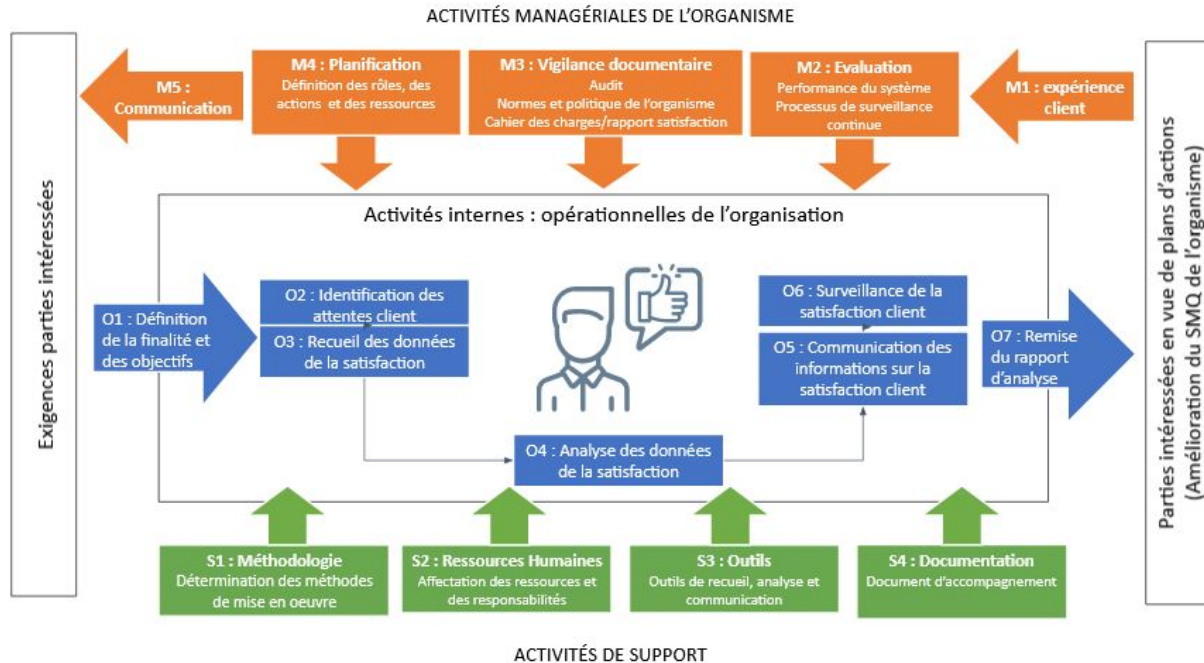 ACTIVITÉS MANAGÉRIALES DE L'ORGANISME
Exigences parties intéressées
M5 :
Communication
M4 : Planification
Définition des rôles, des
actions et des ressources
M3 : Vigilance documentaire
Audit
Normes et politique de l'organisme
Cahier des charges/rapport satisfaction
M2 : Evaluation
Performance du système
Processus de surveillance
continue
M1 : expérience
client
Parties intéressées en vue de plans d'actions
(Amélioration du SMQ de l'organisme)
Activités internes : opérationnelles de l'organisation
O1 : Définition
de la finalité et
des objectifs
O2 : Identification des
attentes client
O3 : Recueil des données
de la satisfaction
O4 : Analyse des données
de la satisfaction
O6 : Surveillance de la
satisfaction client
O5 : Communication des
informations sur la
satisfaction client
O7 : Remise
du rapport
d'analyse
S1 : Méthodologie
Détermination des méthodes
de mise en oeuvre
S2 : Ressources Humaines
Affectation des ressources et
des responsabilités
S3 : Outils
Outils de recueil, analyse et
communication
S4 : Documentation
Document d'accompagnement
ACTIVITÉS DE SUPPORT